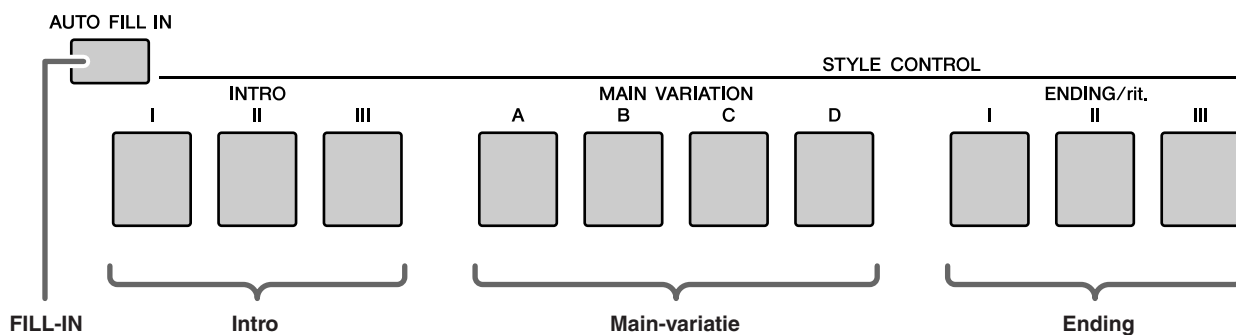 AUTO FILL IN
STYLE CONTROL
INTRO MAIN VARIATION ENDING/rit.
I II III A B C D I II III
FILL-IN Intro Main-variatie Ending